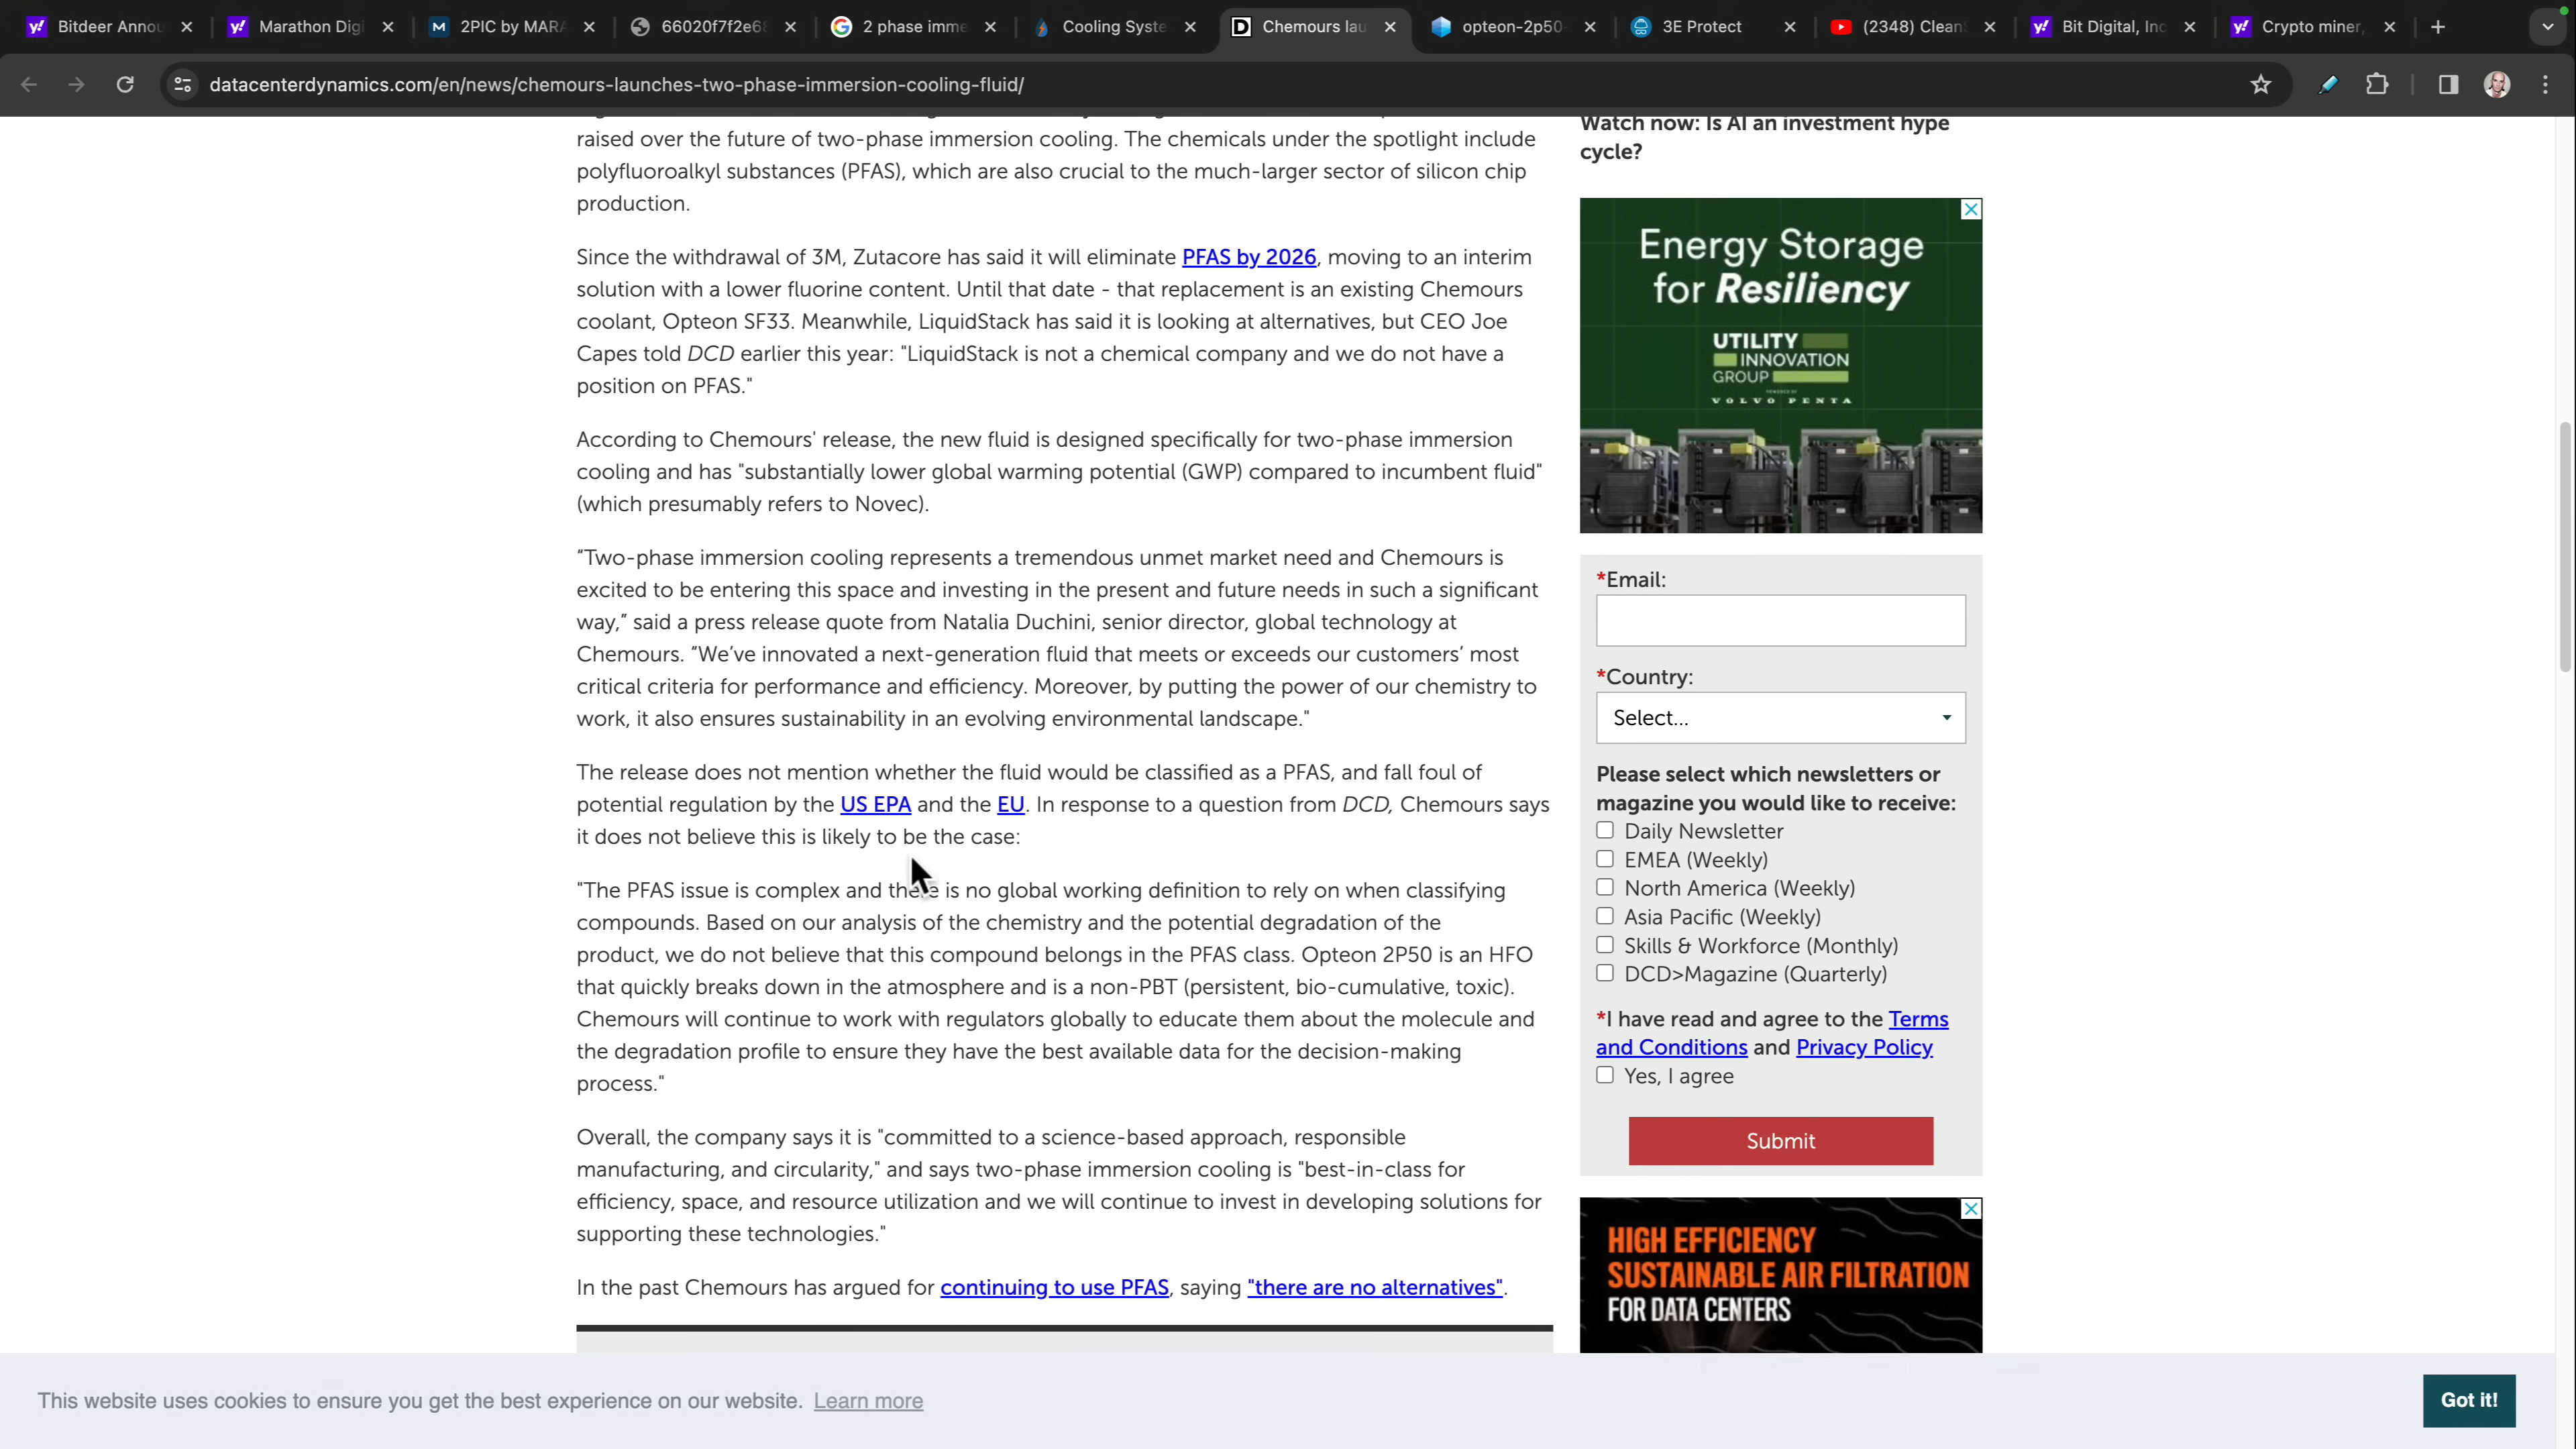 Bitdeer Annou
Marathon Digi
2PIC by MARA
66020f7f2e68
2 phase imme
Cooling Syste
Chemours lau
opteon-2p50-
3E Protect
(2348) Clean
Bit Digital, Inc
Crypto miner,
datacenterdynamics.com/en/news/chemours-launches-two-phase-immersion-cooling-fluid/
raised over the future of two-phase immersion cooling. The chemicals under the spotlight include
polyfluoroalkyl substances (PFAS), which are also crucial to the much-larger sector of silicon chip
production.
Since the withdrawal of 3M, Zutacore has said it will eliminate PFAS by 2026, moving to an interim
solution with a lower fluorine content. Until that date - that replacement is an existing Chemours
coolant, Opteon SF33. Meanwhile, LiquidStack has said it is looking at alternatives, but CEO Joe
Capes told DCD earlier this year: "LiquidStack is not a chemical company and we do not have a
position on PFAS."
According to Chemours' release, the new fluid is designed specifically for two-phase immersion
cooling and has "substantially lower global warming potential (GWP) compared to incumbent fluid"
(which presumably refers to Novec).
“Two-phase immersion cooling represents a tremendous unmet market need and Chemours is
excited to be entering this space and investing in the present and future needs in such a significant
way,” said a press release quote from Natalia Duchini, senior director, global technology at
Chemours. “We’ve innovated a next-generation fluid that meets or exceeds our customers’ most
critical criteria for performance and efficiency. Moreover, by putting the power of our chemistry to
work, it also ensures sustainability in an evolving environmental landscape."
The release does not mention whether the fluid would be classified as a PFAS, and fall foul of
potential regulation by the US EPA and the EU. In response to a question from DCD, Chemours says
it does not believe this is likely to be the case:
"The PFAS issue is complex and there is no global working definition to rely on when classifying
compounds. Based on our analysis of the chemistry and the potential degradation of the
product, we do not believe that this compound belongs in the PFAS class. Opteon 2P50 is an HFO
that quickly breaks down in the atmosphere and is a non-PBT (persistent, bio-cumulative, toxic).
Chemours will continue to work with regulators globally to educate them about the molecule and
the degradation profile to ensure they have the best available data for the decision-making
process."
Overall, the company says it is "committed to a science-based approach, responsible
manufacturing, and circularity," and says two-phase immersion cooling is "best-in-class for
efficiency, space, and resource utilization and we will continue to invest in developing solutions for
supporting these technologies."
In the past Chemours has argued for continuing to use PFAS, saying "there are no alternatives".
Watch now: Is AI an investment hype
cycle?
Energy Storage
for Resiliency
UTILITY
INNOVATION
GROUP
POWERED BY
VOLVO PENTA
*Email:
*Country:
Select...
Please select which newsletters or
magazine you would like to receive:
Daily Newsletter
EMEA (Weekly)
North America (Weekly)
Asia Pacific (Weekly)
Skills & Workforce (Monthly)
DCD>Magazine (Quarterly)
*I have read and agree to the Terms
and Conditions and Privacy Policy
Yes, I agree
Submit
HIGH EFFICIENCY
SUSTAINABLE AIR FILTRATION
FOR DATA CENTERS
This website uses cookies to ensure you get the best experience on our website. Learn more
Got it!